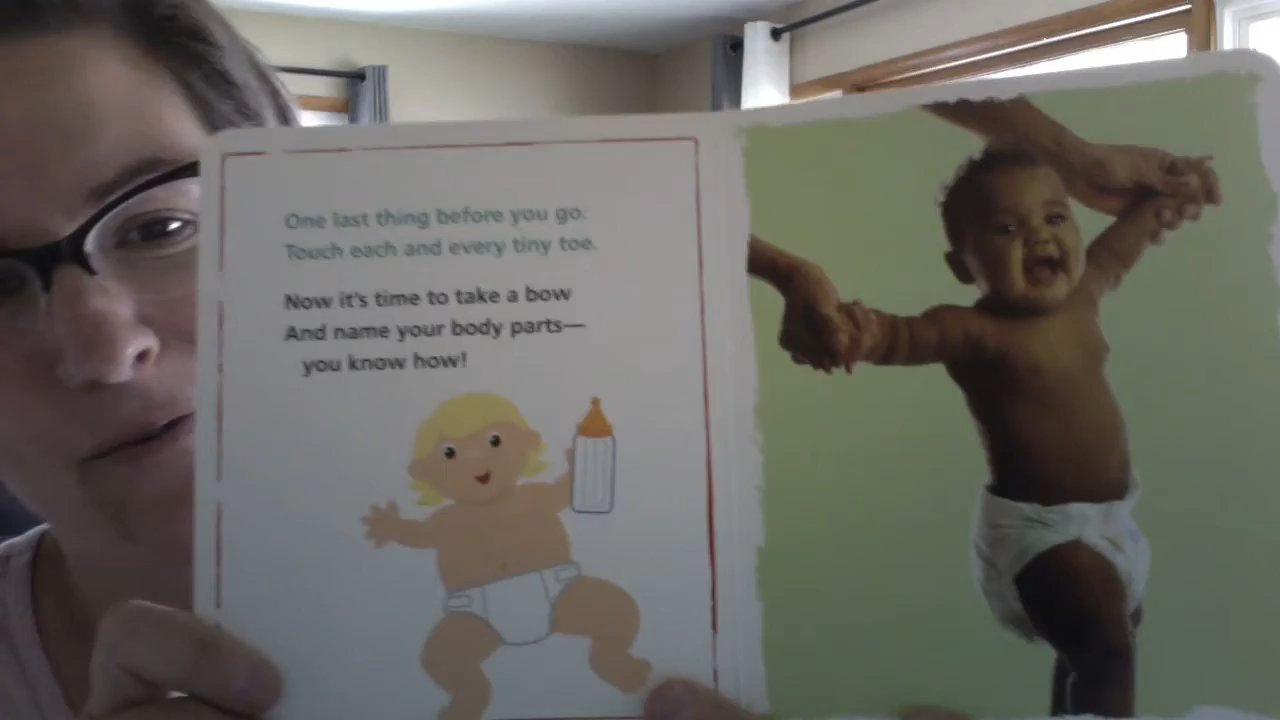 One last thing before you go:
Touch each and every tiny toe.
Now it's time to take a bow
And name your body parts—
you know how!